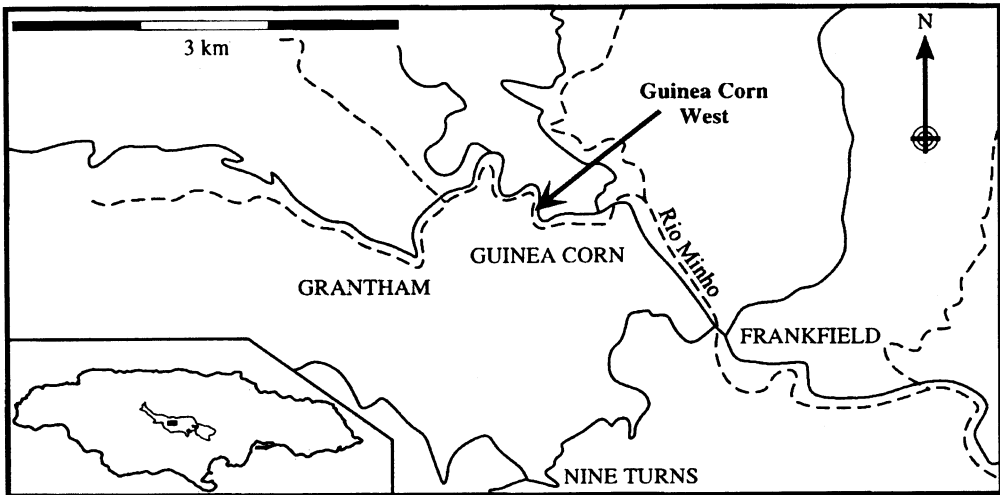 3 km
N
Guinea Corn
West
Rio Minho
GUINEA CORN
GRANTHAM
FRANKFIELD
NINE TURNS